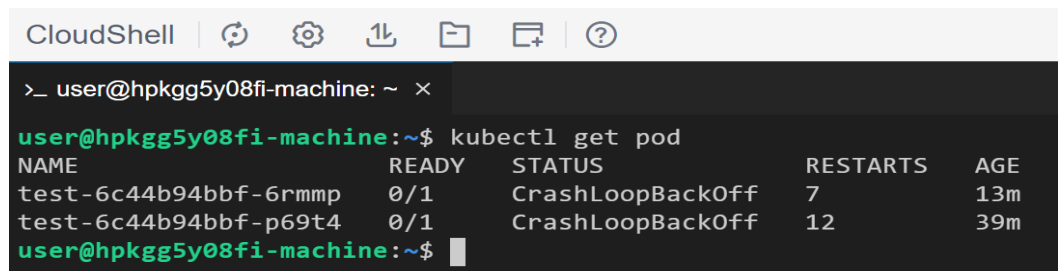 CloudShell
>_ user@hpkgg5y08fi-machine: ~ ×
user@hpkgg5y08fi-machine:~$ kubectl get pod
NAME READY STATUS RESTARTS AGE
test-6c44b94bbf-6rmmp 0/1 CrashLoopBackOff 7 13m
test-6c44b94bbf-p69t4 0/1 CrashLoopBackOff 12 39m
user@hpkgg5y08fi-machine:~$